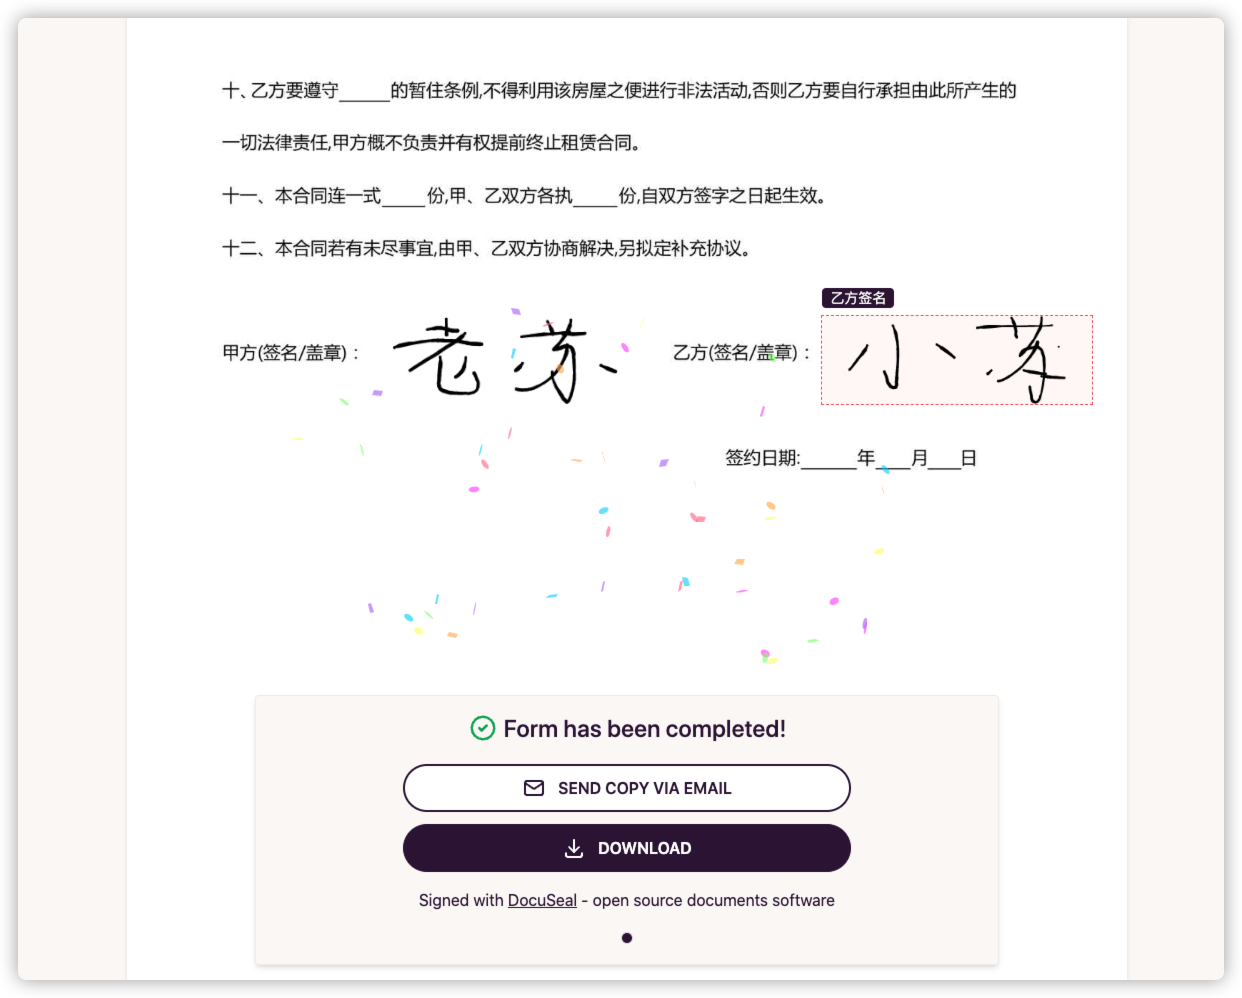 十、乙方要遵守_____的暂住条例,不得利用该房屋之便进行非法活动,否则乙方要自行承担由此所产生的
一切法律责任,甲方概不负责并有权提前终止租赁合同。
十一、本合同连一式_____份,甲、乙双方各执_____份,自双方签字之日起生效。
十二、本合同若有未尽事宜,由甲、乙双方协商解决,另拟定补充协议。
乙方签名
甲方(签名/盖章)： 老苏 乙方(签名/盖章)： 小苏
签约日期:______年____月____日
Form has been completed!
SEND COPY VIA EMAIL
DOWNLOAD
Signed with DocuSeal - open source documents software